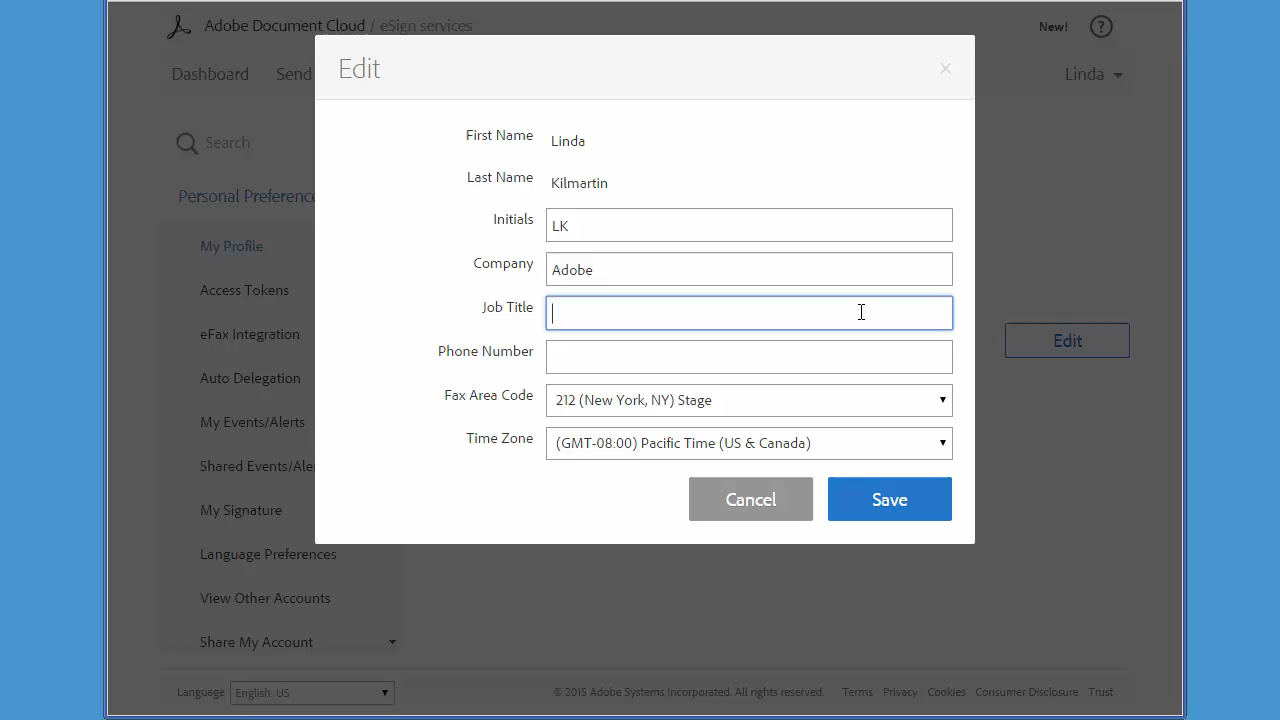 Adobe Document Cloud / eSign services
New!
?
Dashboard Send
Linda
Edit
×
Search
Personal Preference
My Profile
Access Tokens
eFax Integration
Auto Delegation
My Events/Alerts
Shared Events/Aler
My Signature
Language Preferences
View Other Accounts
Share My Account
First Name Linda
Last Name Kilmartin
Initials LK
Company Adobe
Job Title
Phone Number
Fax Area Code 212 (New York, NY) Stage
Time Zone (GMT-08:00) Pacific Time (US & Canada)
Cancel Save
Edit
Language English: US
© 2015 Adobe Systems Incorporated. All rights reserved. Terms Privacy Cookies Consumer Disclosure Trust